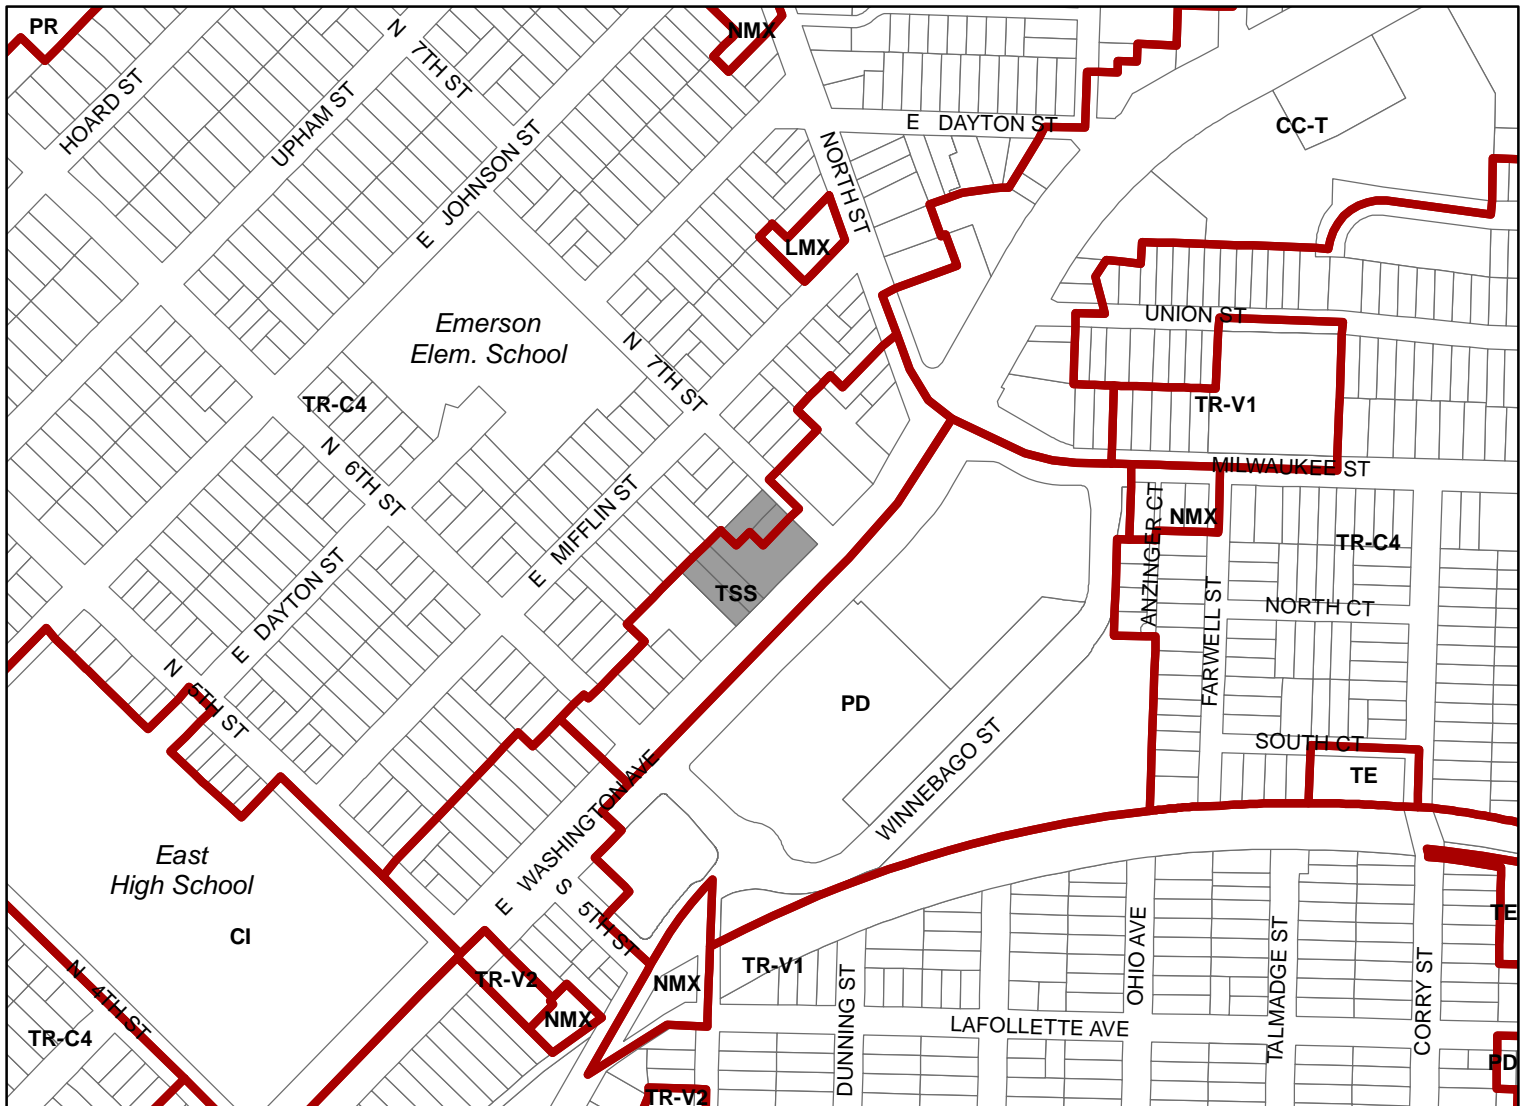 PR
NMX
N 7TH ST
HOARD ST
UPHAM ST
E JOHNSON ST
E DAYTON ST
CC-T
NORTH ST
LMX
Emerson
Elem. School
UNION ST
N 7TH ST
TR-C4
TR-V1
N 6TH ST
MILWAUKEE ST
E MIFFLIN ST
ANZINGER CT
NMX
TR-C4
E DAYTON ST
TSS
NORTH CT
FARWELL ST
N 5TH ST
PD
WINNEBAGO ST
SOUTH CT
TE
E WASHINGTON AVE
East
High School
S 5TH ST
CI
TE
OHIO AVE
TALMADGE ST
CORRY ST
TR-V1
TR-V2
NMX
NMX
DUNNING ST
LAFOLLETTE AVE
N 4TH ST
TR-C4
PD
TR-V2